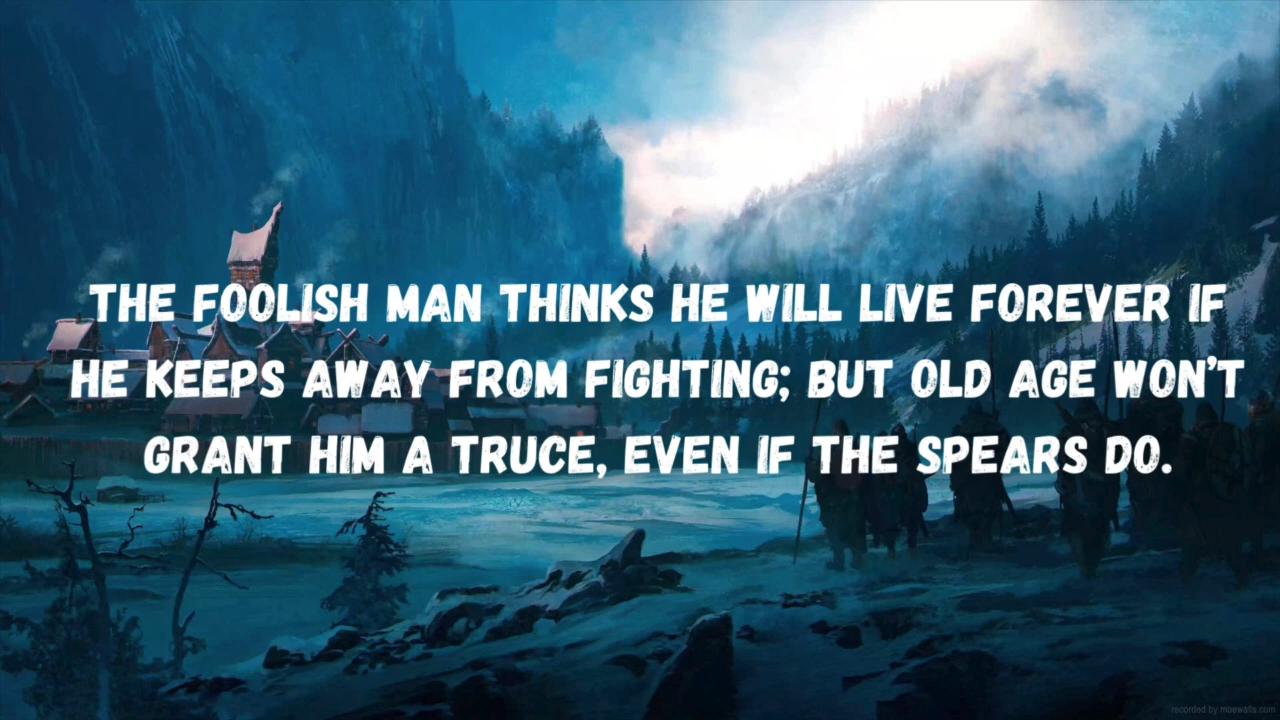 THE FOOLISH MAN THINKS HE WILL LIVE FOREVER IF
HE KEEPS AWAY FROM FIGHTING; BUT OLD AGE WON'T
GRANT HIM A TRUCE, EVEN IF THE SPEARS DO.
recorded by moewalls.com